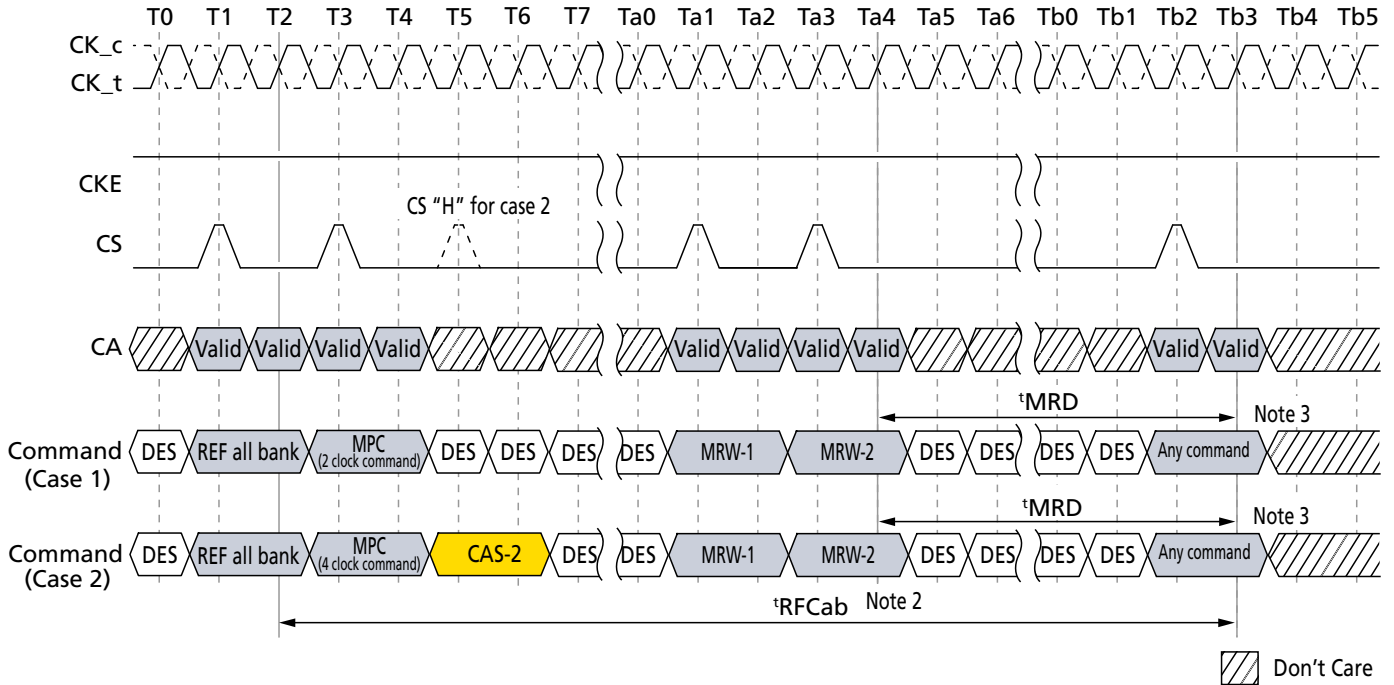 T0 T1 T2 T3 T4 T5 T6 T7 Ta0 Ta1 Ta2 Ta3 Ta4 Ta5 Ta6 Tb0 Tb1 Tb2 Tb3 Tb4 Tb5
CK_c
CK_t
CKE
CS "H" for case 2
CS
CA Valid Valid Valid Valid Valid Valid Valid Valid Valid Valid
tMRD Note 3
Command
(Case 1)
DES REF all bank MPC
(2 clock command)
DES DES DES DES MRW-1 MRW-2 DES DES DES DES Any command
tMRD Note 3
Command
(Case 2)
DES REF all bank MPC
(4 clock command)
CAS-2 DES DES MRW-1 MRW-2 DES DES DES DES Any command
tRFCab Note 2
Don't Care